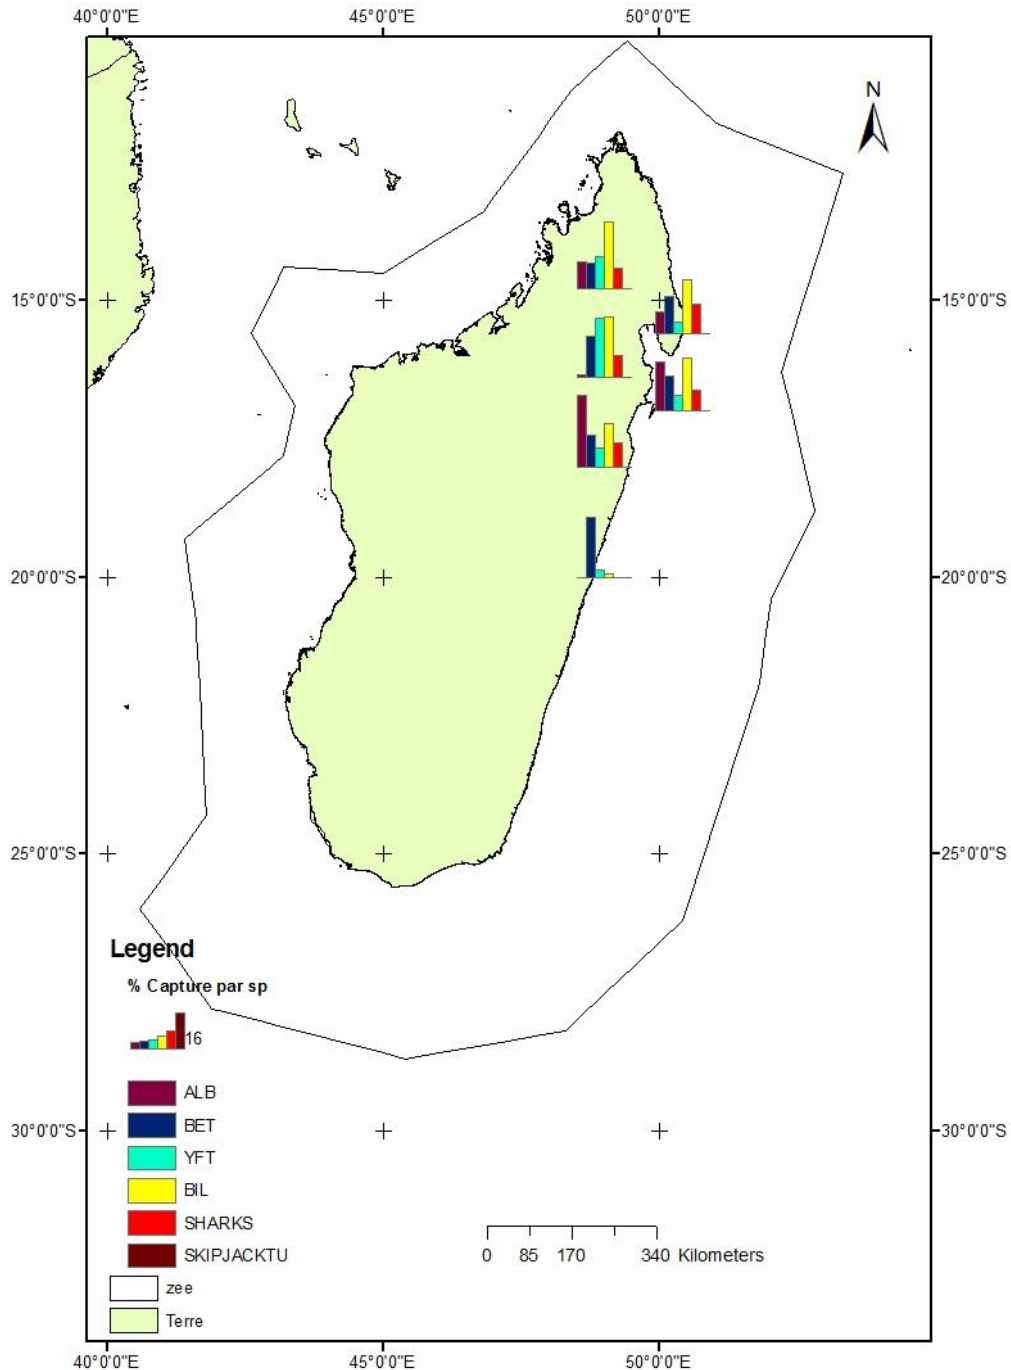 40°0'0"E 45°0'0"E 50°0'0"E
N
15°0'0"S 15°0'0"S
20°0'0"S 20°0'0"S
25°0'0"S 25°0'0"S
Legend
% Capture par sp
16
ALB
BET
30°0'0"S 30°0'0"S
YFT
BIL
SHARKS
SKIPJACKTU
0 85 170 340 Kilometers
zee
Terre
40°0'0"E 45°0'0"E 50°0'0"E